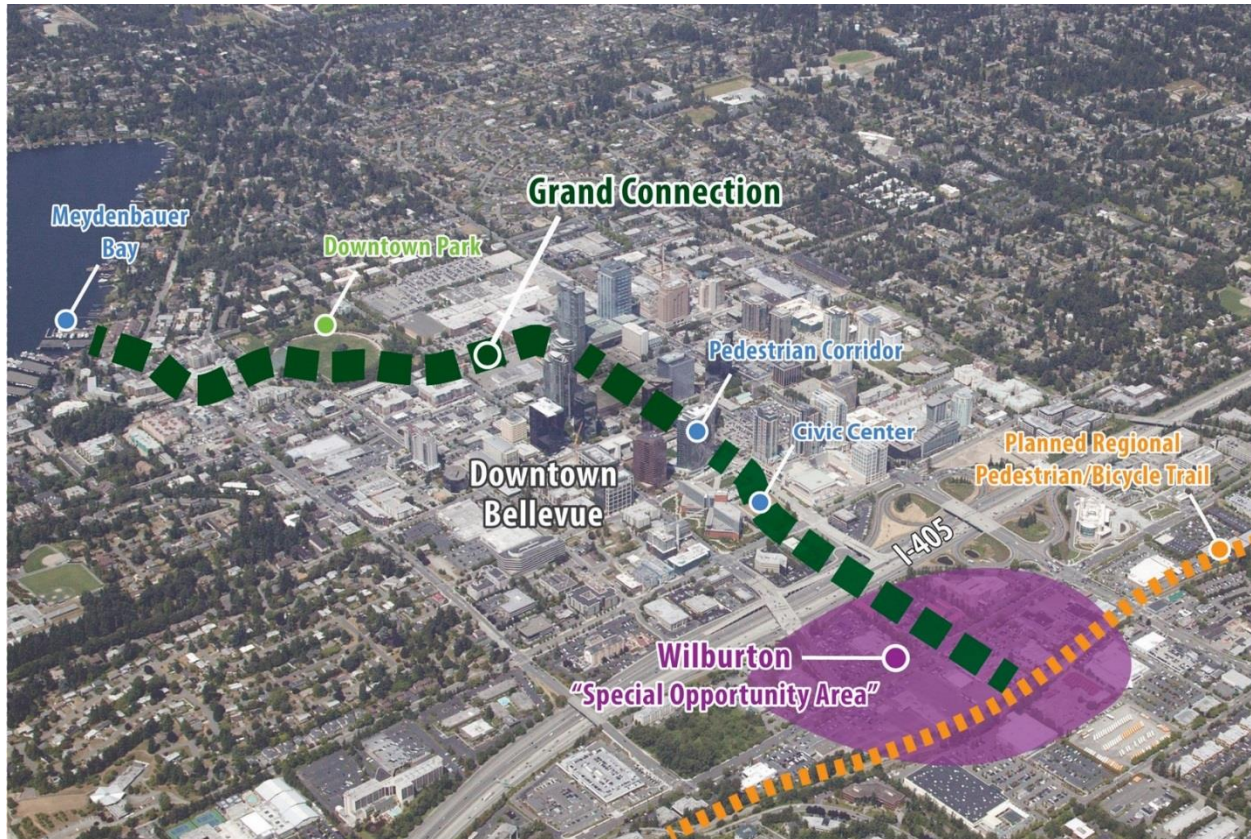 Grand Connection
Meydenbauer
Bay
Downtown Park
Pedestrian Corridor
Civic Center
Planned Regional
Pedestrian/Bicycle Trail
Downtown
Bellevue
I-405
Wilburton
"Special Opportunity Area"